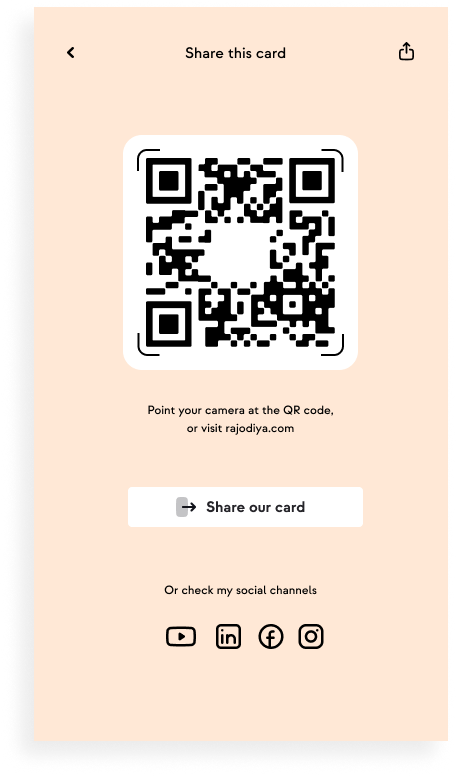 Share this card
Point your camera at the QR code,
or visit rajodiya.com
Share our card
Or check my social channels
in